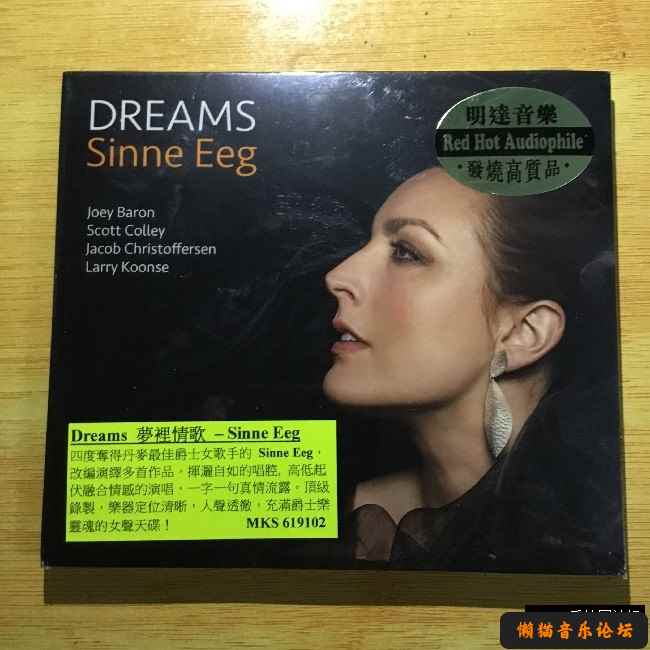 DREAMS
Sinne Eeg
明達音樂
Red Hot Audiophile
·發燒高質品·
Joey Baron
Scott Colley
Jacob Christoffersen
Larry Koonse
Dreams 夢裡情歌 – Sinne Eeg
四度奪得丹麥最佳爵士女歌手的 Sinne Eeg,
改編演繹多首作品，揮灑自如的唱腔, 高低起
伏融合情感的演唱，一字一句真情流露。頂級
錄製，樂器定位清晰，人聲透徹，充滿爵士樂
靈魂的女聲天碟！ MKS 619102
懒猫音乐论坛